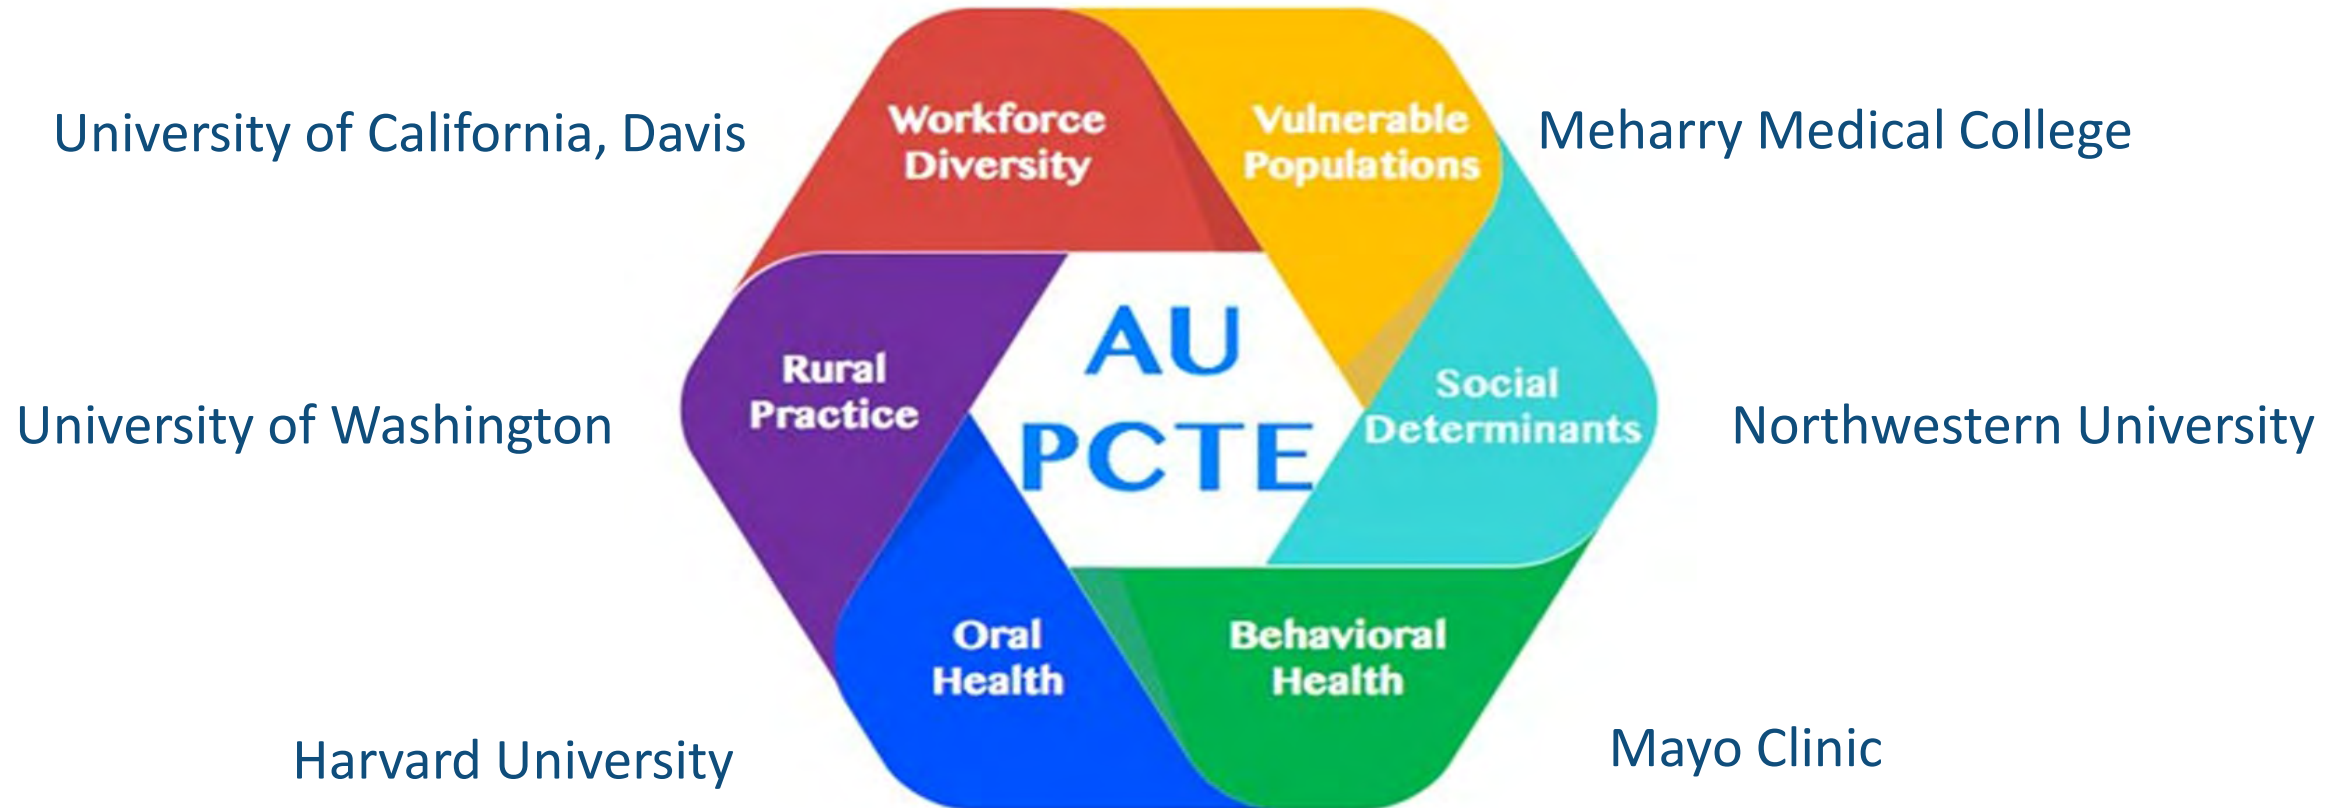 University of California, Davis
Workforce
Diversity
Vulnerable
Populations
Meharry Medical College
University of Washington
Rural
Practice
AU
PCTE
Social
Determinants
Northwestern University
Oral
Health
Behavioral
Health
Harvard University
Mayo Clinic